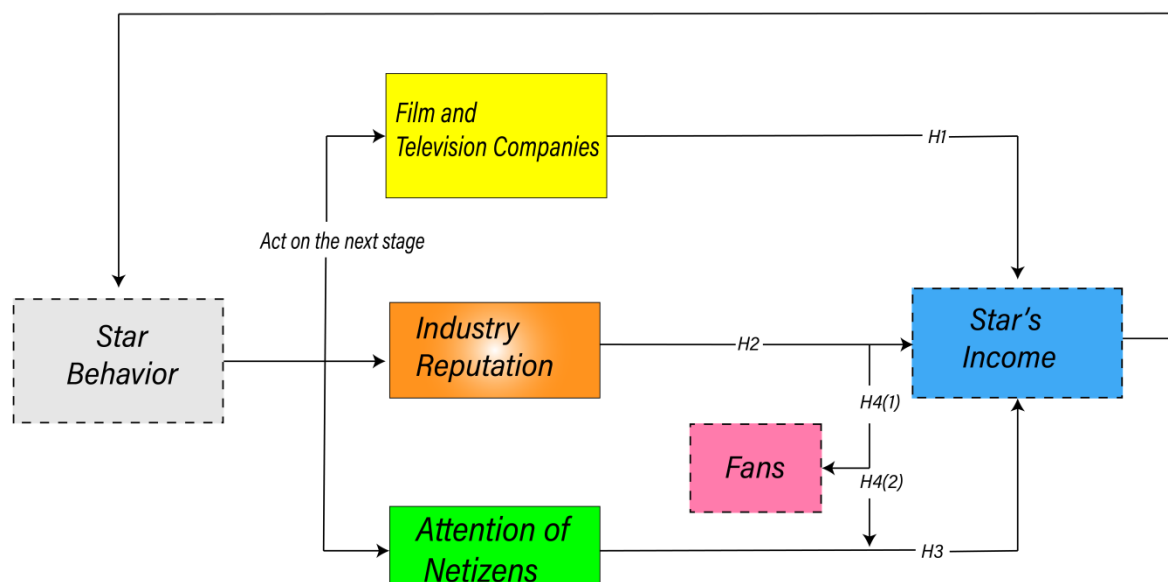 Film and
Television Companies
H1
Act on the next stage
Star
Behavior
Industry
Reputation
H2
Star's
Income
H4(1)
Fans
H4(2)
Attention of
Netizens
H3